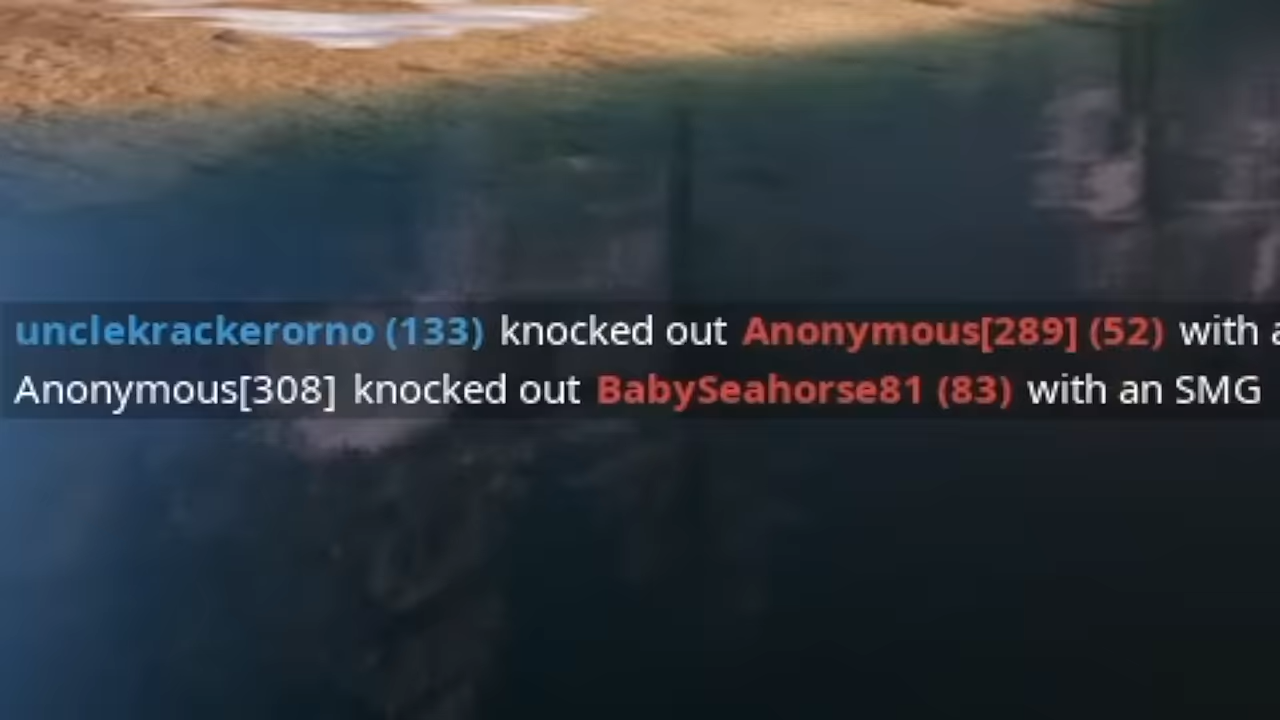 unclekrackerorno (133) knocked out Anonymous[289] (52) with a
Anonymous[308] knocked out BabySeahorse81 (83) with an SMG